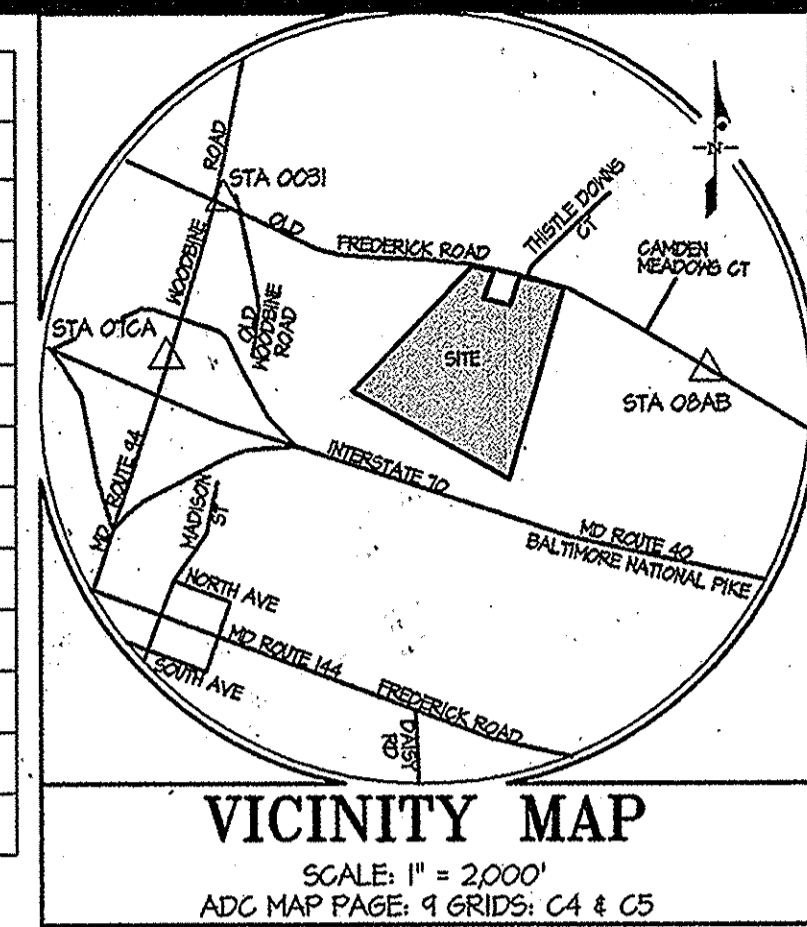 ROAD
STA 0031
OLD
FREDERICK ROAD
THISTLE DOWNS
CT
N
CAMDEN
MEADOWS CT
WOODBINE
OLD
WOODBINE
ROAD
STA 07CA
SITE
STA 08AB
MD ROUTE 94
MADISON
ST
INTERSTATE 70
MD ROUTE 40
BALTIMORE NATIONAL PIKE
NORTH AVE
MD ROUTE 144
SOUTH AVE
FREDERICK ROAD
DAISY
RD
VICINITY MAP
SCALE: 1" = 2,000'
ADC MAP PAGE: 9 GRIDS: C4 & C5